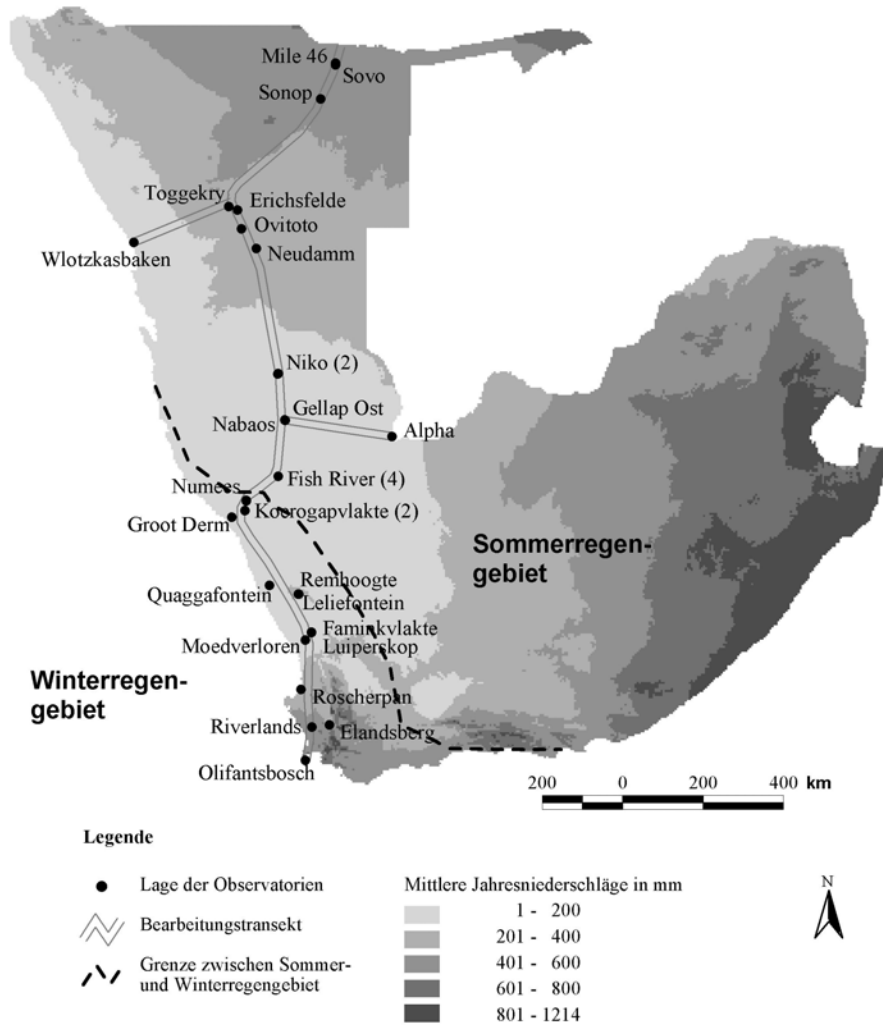 Mile 46
Sovo
Sonop
Toggekry
Erichsfelde
Ovitoto
Neudamm
Wlotzkasbaken
Niko (2)
Gellap Ost
Nabaos
Alpha
Fish River (4)
Numees
Koerogapvlakte (2)
Groot Derm
Sommerregen-
gebiet
Remhoogte
Quaggafontein
Leliefontein
Faminkvlakte
Moedverloren
Luiperskop
Winterregen-
gebiet
Roscherpan
Riverlands
Elandsberg
Olifantsbosch
200 0 200 400 km
Legende
Lage der Observatorien
Bearbeitungstransekt
Grenze zwischen Sommer-
und Winterregengebiet
Mittlere Jahresniederschläge in mm
1 - 200
201 - 400
401 - 600
601 - 800
801 - 1214
N